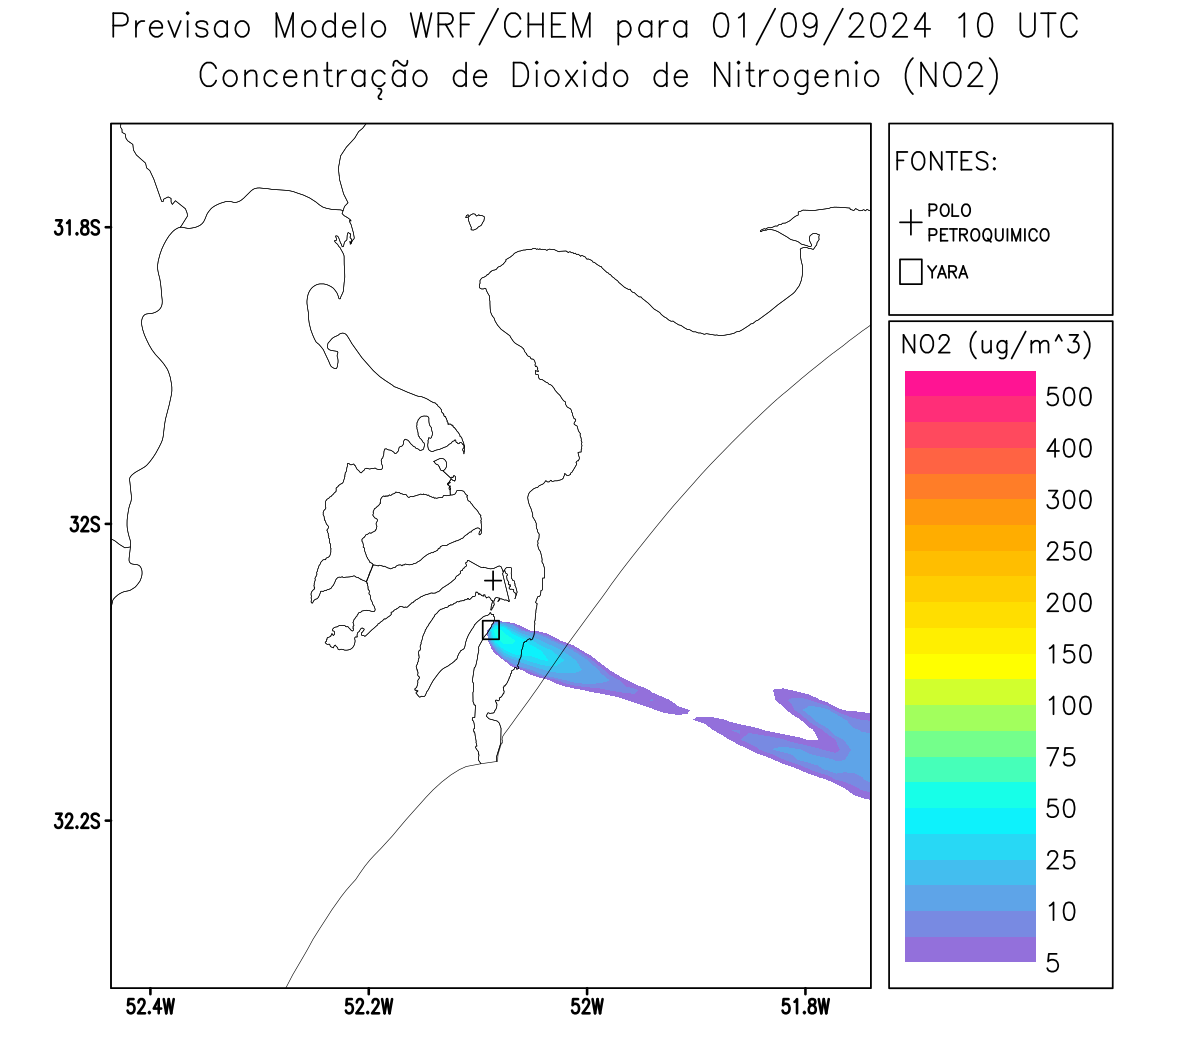 Previsao Modelo WRF/CHEM para 01/09/2024 10 UTC
Concentração de Dioxido de Nitrogenio (NO2)
FONTES:
POLO
PETROQUIMICO
YARA
31.8S
32S
32.2S
52.4W
52.2W
52W
51.8W
NO2 (ug/m^3)
500
400
300
250
200
150
100
75
50
25
10
5